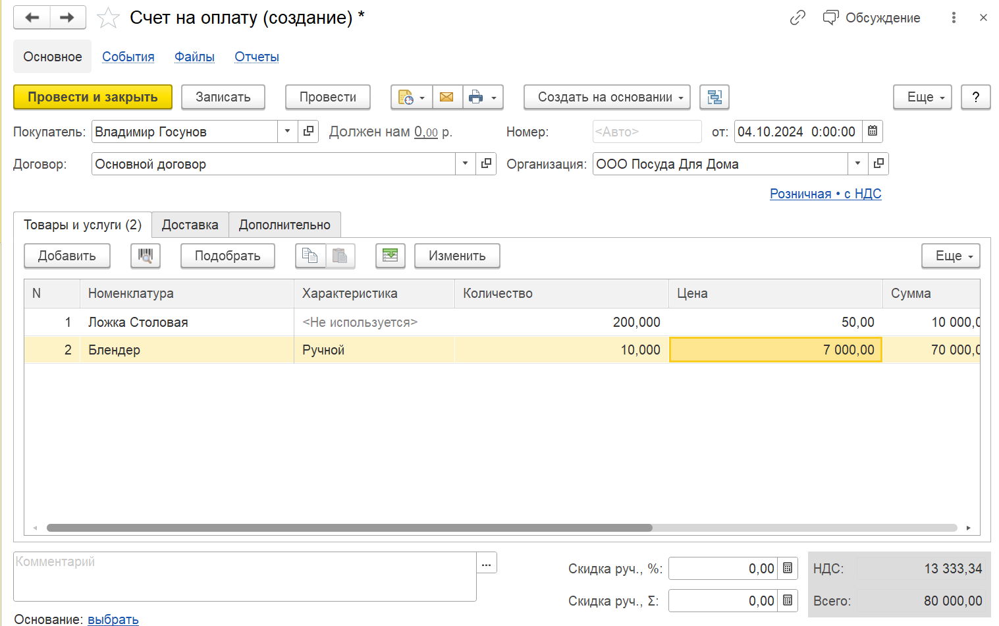 Счет на оплату (создание) *
Обсуждение
Основное События Файлы Отчеты
Провести и закрыть Записать Провести Создать на основании Еще ?
Покупатель: Владимир Госунов Должен нам 0,00 р. Номер: <Авто> от: 04.10.2024 0:00:00
Договор: Основной договор Организация: ООО Посуда Для Дома
Розничная • с НДС
Товары и услуги (2) Доставка Дополнительно
Добавить Подобрать Изменить Еще
N Номенклатура Характеристика Количество Цена Сумма
1 Ложка Столовая <Не используется> 200,000 50,00 10 000,0
2 Блендер Ручной 10,000 7 000,00 70 000,0
Комментарий ...
Скидка руч., %: 0,00 НДС: 13 333,34
Скидка руч., Σ: 0,00 Всего: 80 000,00
Основание: выбрать